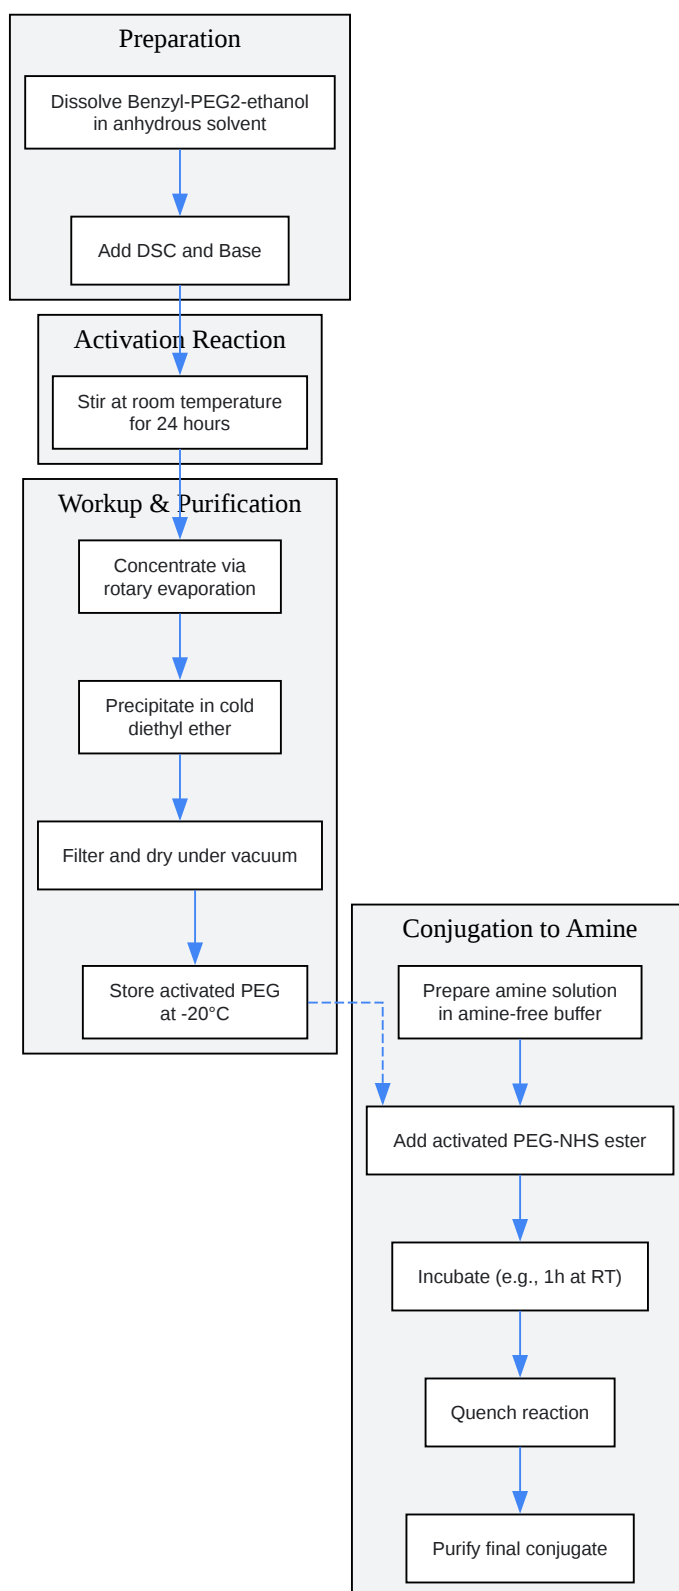 Preparation
Dissolve Benzyl-PEG2-ethanol
in anhydrous solvent
Add DSC and Base
Activation Reaction
Stir at room temperature
for 24 hours
Workup & Purification
Concentrate via
rotary evaporation
Precipitate in cold
diethyl ether
Filter and dry under vacuum
Store activated PEG
at -20°C
Conjugation to Amine
Prepare amine solution
in amine-free buffer
Add activated PEG-NHS ester
Incubate (e.g., 1h at RT)
Quench reaction
Purify final conjugate